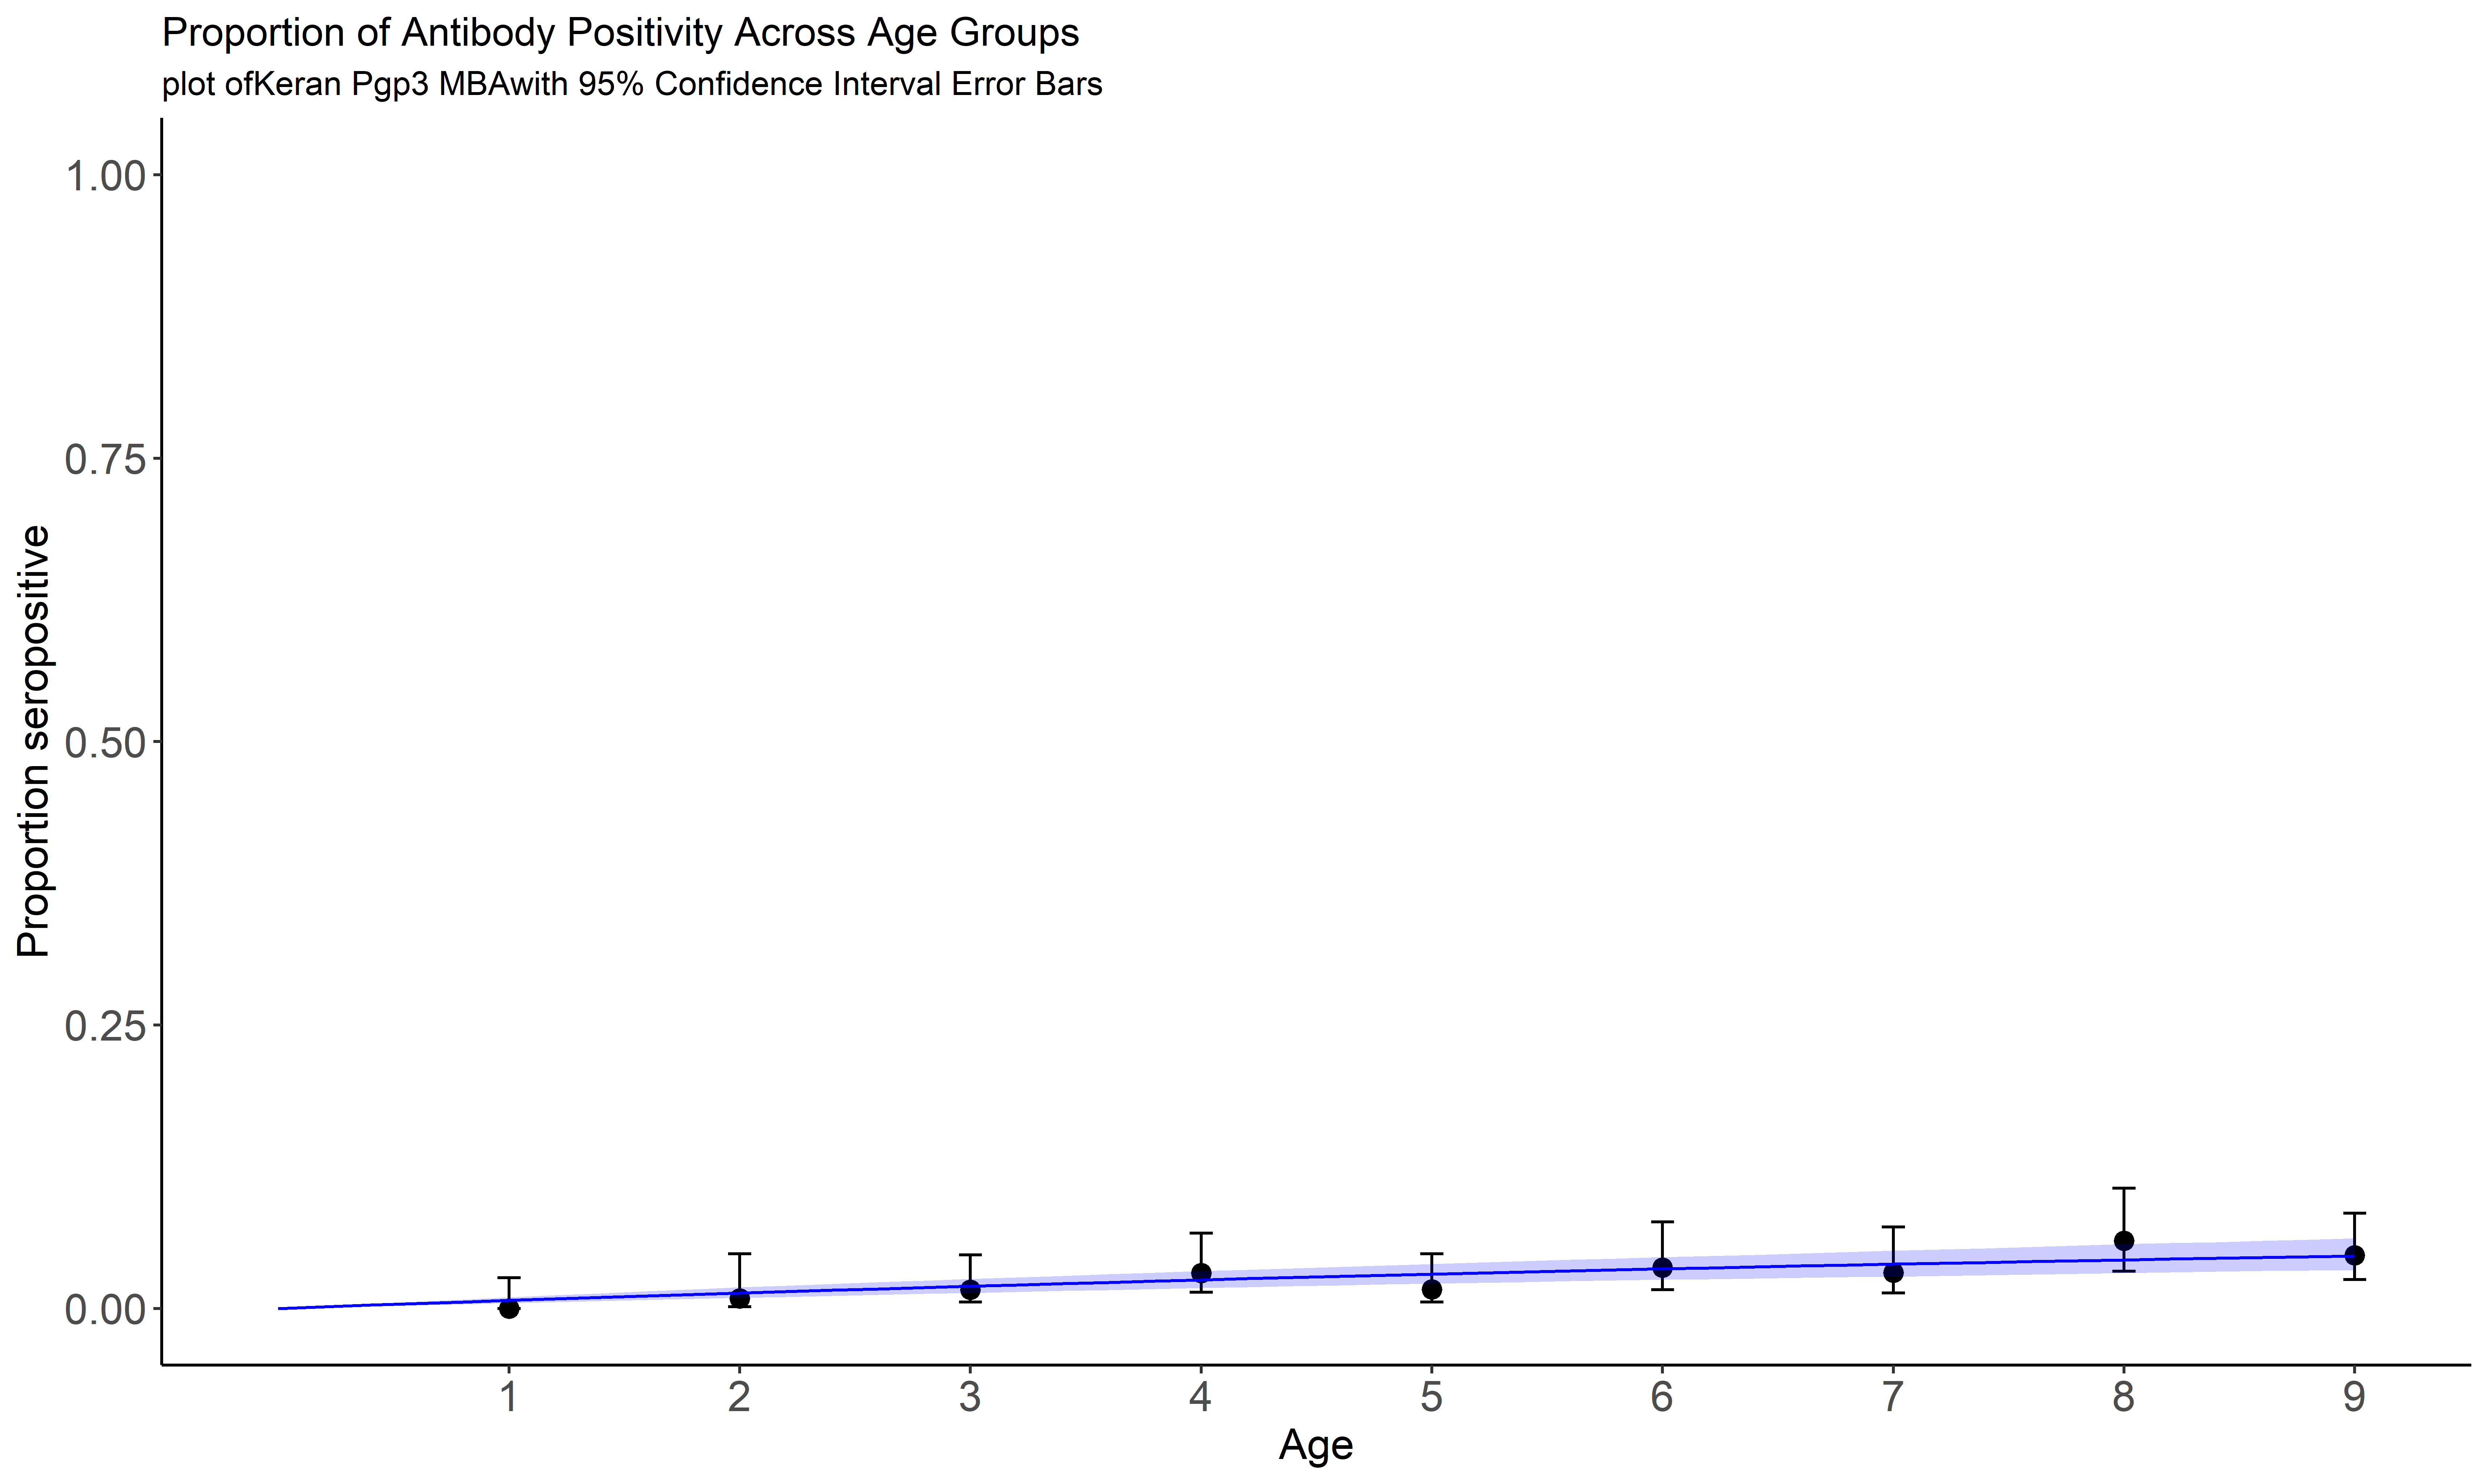 Proportion of Antibody Positivity Across Age Groups
plot ofKeran Pgp3 MBAwith 95% Confidence Interval Error Bars
Proportion seropositive
1.00
0.75
0.50
0.25
0.00
1 2 3 4 5 6 7 8 9
Age